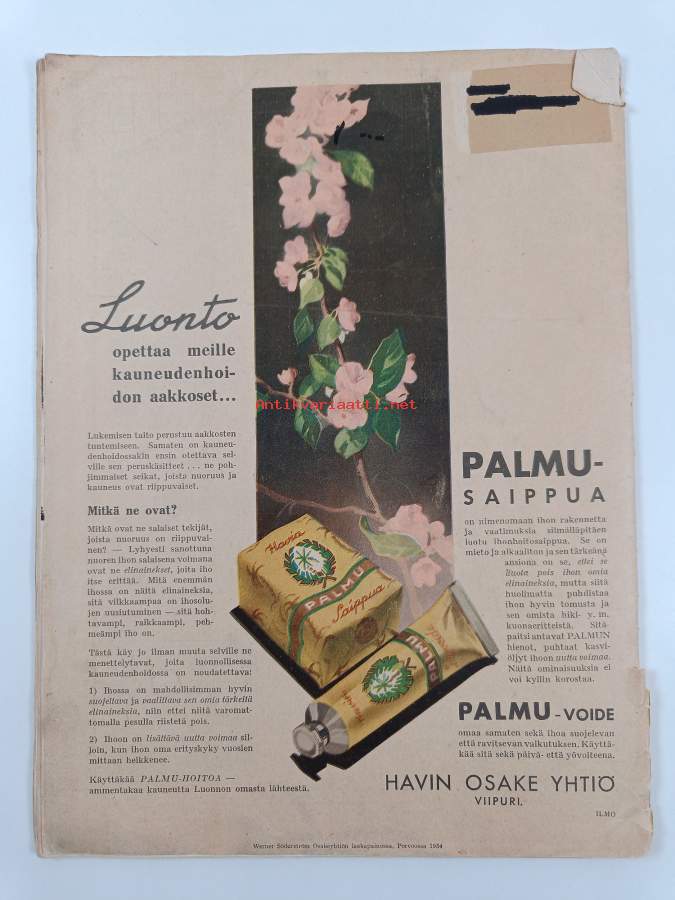 Luonto
opettaa meille
kauneudenhoi-
don aakkoset...
Lukemisen taito perustuu aakkosten
tuntemiseen. Samaten on kauneu-
denhoidossakin ensin otettava sel-
ville sen peruskäsitteet ... ne poh-
jimmaiset seikat, joista nuoruus ja
kauneus ovat riippuvaiset.
Mitkä ne ovat?
Mitkä ovat ne salaiset tekijät,
joista nuoruus on riippuvai-
nen? — Lyhyesti sanottuna
nuoren ihon salaisena voimana
ovat ne elinainekset, joita iho
itse erittää. Mitä enemmän
ihossa on näitä elinaineksia,
sitä vilkkaampaa on ihosolu-
jen uusiutuminen — sitä hoh-
tavampi, raikkaampi, peh-
meämpi iho on.
Tästä käy jo ilman muuta selville ne
menettelytavat, joita luonnollisessa
kauneudenhoidossa on noudatettava:
1) Ihossa on mahdollisimman hyvin
suojeltava ja vaalittava sen omia tärkeitä
elinaineksia, niin ettei niitä varomat-
tomalla pesulla riistetä pois.
2) Ihoon on lisättävä uutta voimaa sil-
loin, kun ihon oma erityskyky vuosien
mittaan heikkenee.
Käyttäkää PALMU-HOITOA —
ammentakaa kauneutta Luonnon omasta lähteestä.
Antikvariaatti.net
Havis
PALMU
Saippua
PALMU
PALMU-
SAIPPUA
on nimenomaan ihon rakennetta
ja vaatimuksia silmälläpitäen
luotu ihonhoitosaippua. Se on
mieto ja alkaaliton ja sen tärkeänä
ansiona on se, ettei se
liuota pois ihon omia
elinaineksia, mutta siitä
huolimatta puhdistaa
ihon hyvin tomusta ja
sen omista hiki- y. m.
kuonaeritteistä. Sitä-
paitsi antavat PALMUN
hienot, puhtaat kasvi-
öljyt ihoon uutta voimaa.
Näitä ominaisuuksia ei
voi kyllin korostaa.
PALMU - VOIDE
omaa samaten sekä ihoa suojelevan
että ravitsevan vaikutuksen. Käyttä-
kää sitä sekä päivä- että yövoiteena.
HAVIN OSAKE YHTIÖ
VIIPURI.
ILMO
Werner Söderström Osakeyhtiön laakapainossa, Porvoossa 1934